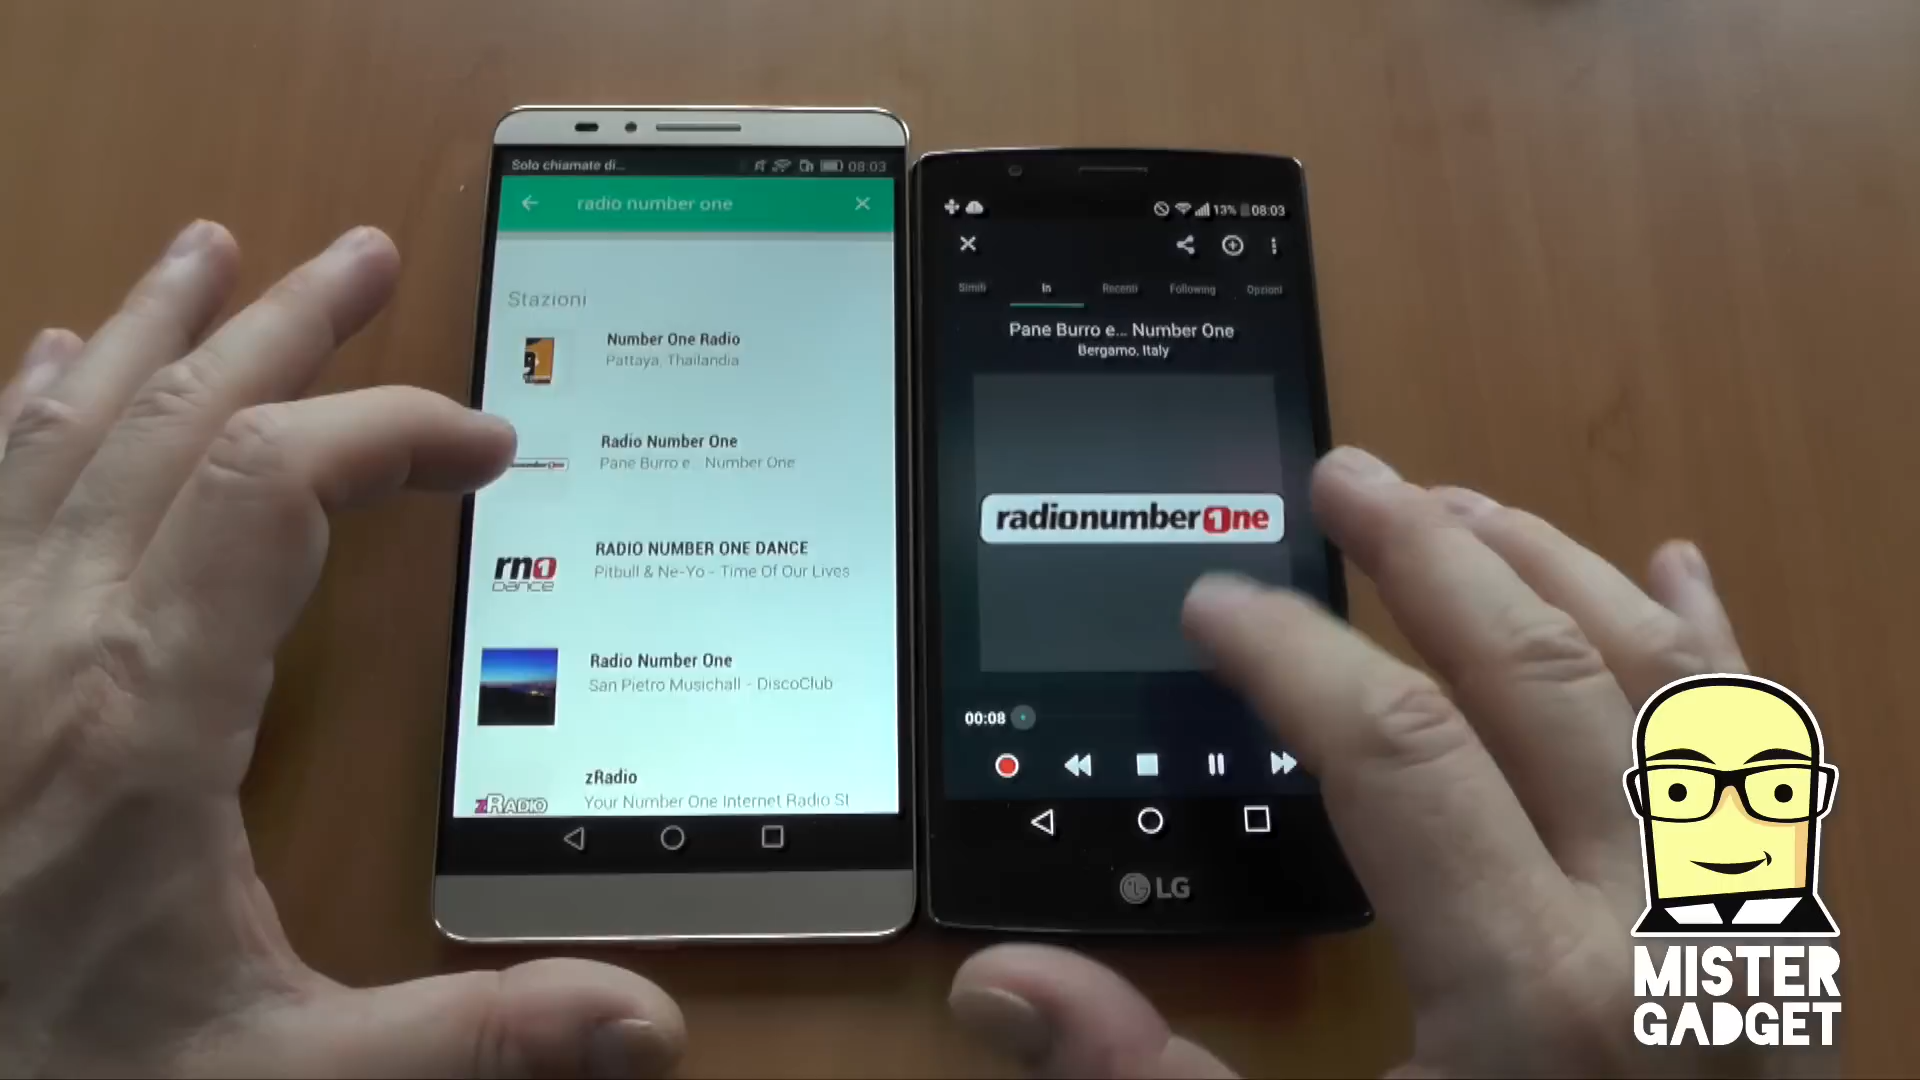 Solo chiamate di...
08:03
radio number one
Stazioni
Number One Radio
Pattaya, Thailandia
Radio Number One
Pane Burro e... Number One
rn1
DANCE
RADIO NUMBER ONE DANCE
Pitbull & Ne-Yo - Time Of Our Lives
Radio Number One
San Pietro Musichall - DiscoClub
zRADIO
zRadio
Your Number One Internet Radio St
13% 08:03
Simili In Recenti Following Opzioni
Pane Burro e... Number One
Bergamo, Italy
radionumber1ne
00:08
LG
MISTER
GADGET